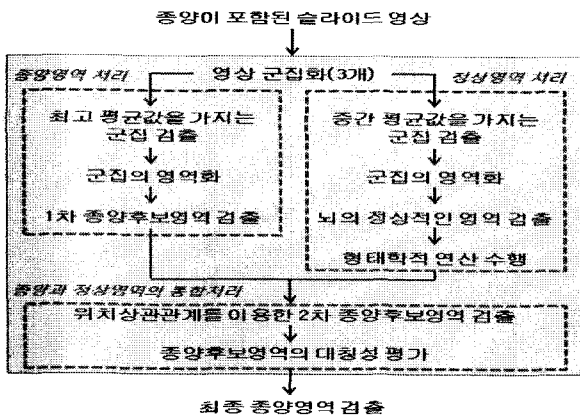 종양이 포함된 슬라이드 영상
종양영역 처리
영상 군집화(3개)
정상영역 처리
최고 평균값을 가지는
군집 검출
군집의 영역화
1차 종양후보영역 검출
중간 평균값을 가지는
군집 검출
군집의 영역화
뇌의 정상적인 영역 검출
형태학적 연산 수행
종양과 정상영역의 통합처리
위치상관관계를 이용한 2차 종양후보영역 검출
종양후보영역의 대칭성 평가
최종 종양영역 검출